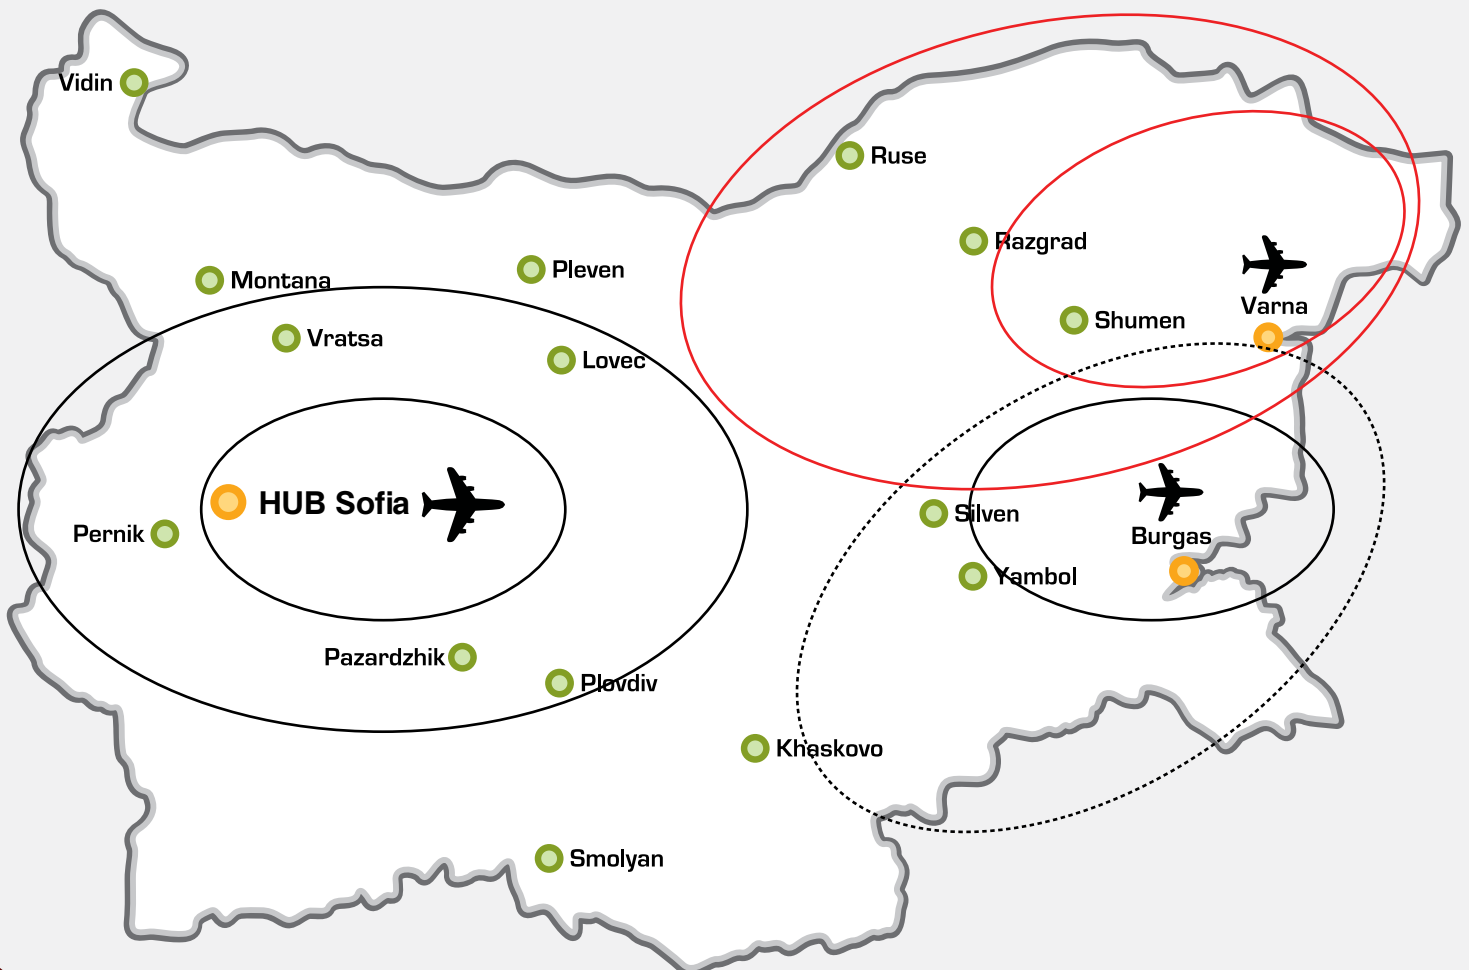 Vidin
Ruse
Razgrad
Pleven
Montana
Varna
Shumen
Vratsa
Lovec
HUB Sofia
Silven
Pernik
Burgas
Yambol
Pazardzhik
Plovdiv
Khaskovo
Smolyan